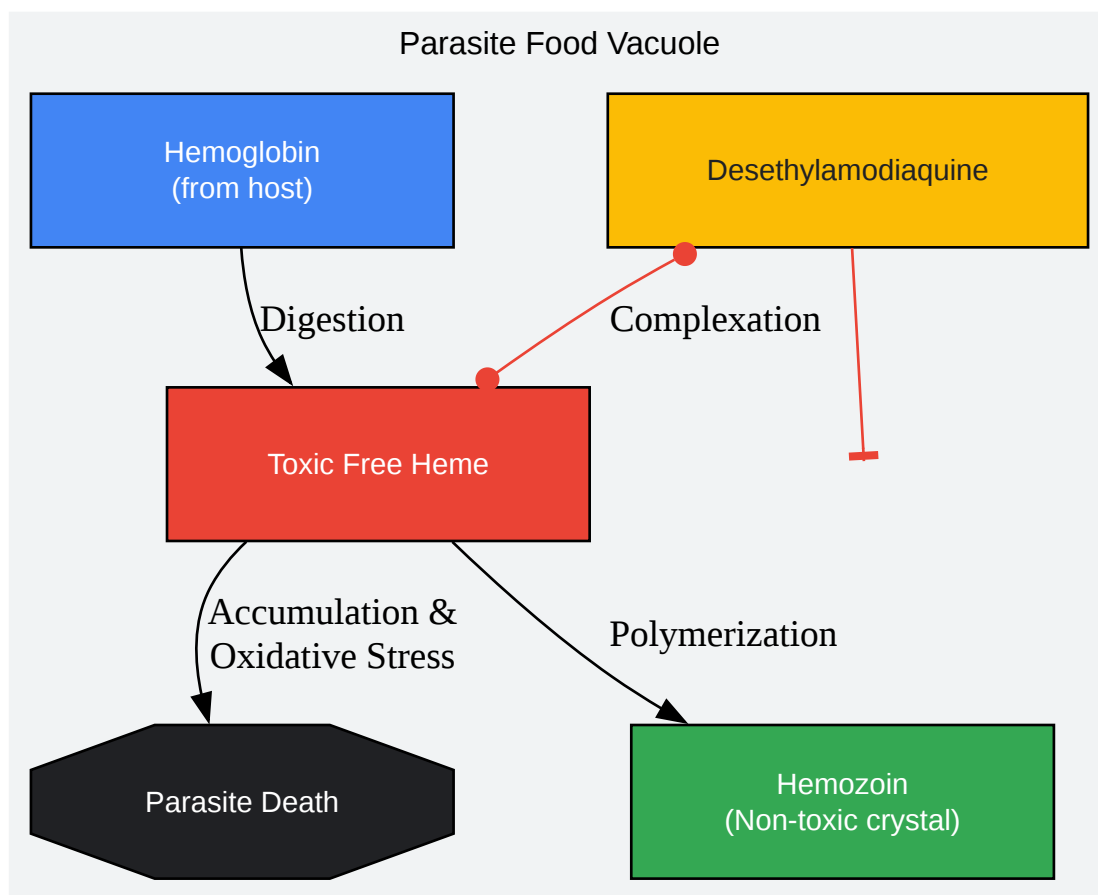 Parasite Food Vacuole
Hemoglobin
(from host)
Desethylamodiaquine
Digestion
Complexation
Toxic Free Heme
Accumulation &
Oxidative Stress
Polymerization
Parasite Death
Hemozoin
(Non-toxic crystal)